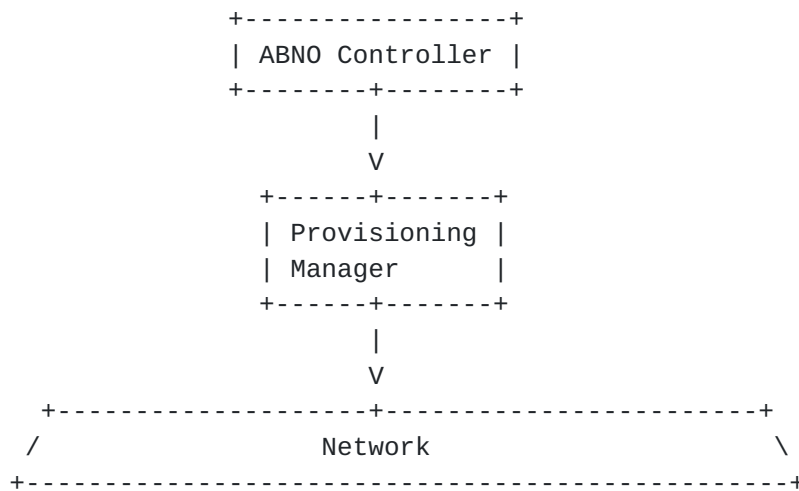 +------------------+
| ABNO Controller |
+--------+--------+
|
V
+------+-------+
| Provisioning |
| Manager |
+------+-------+
|
V
+--------------------+------------------------+
/ Network \
+-------------------------------------------------+